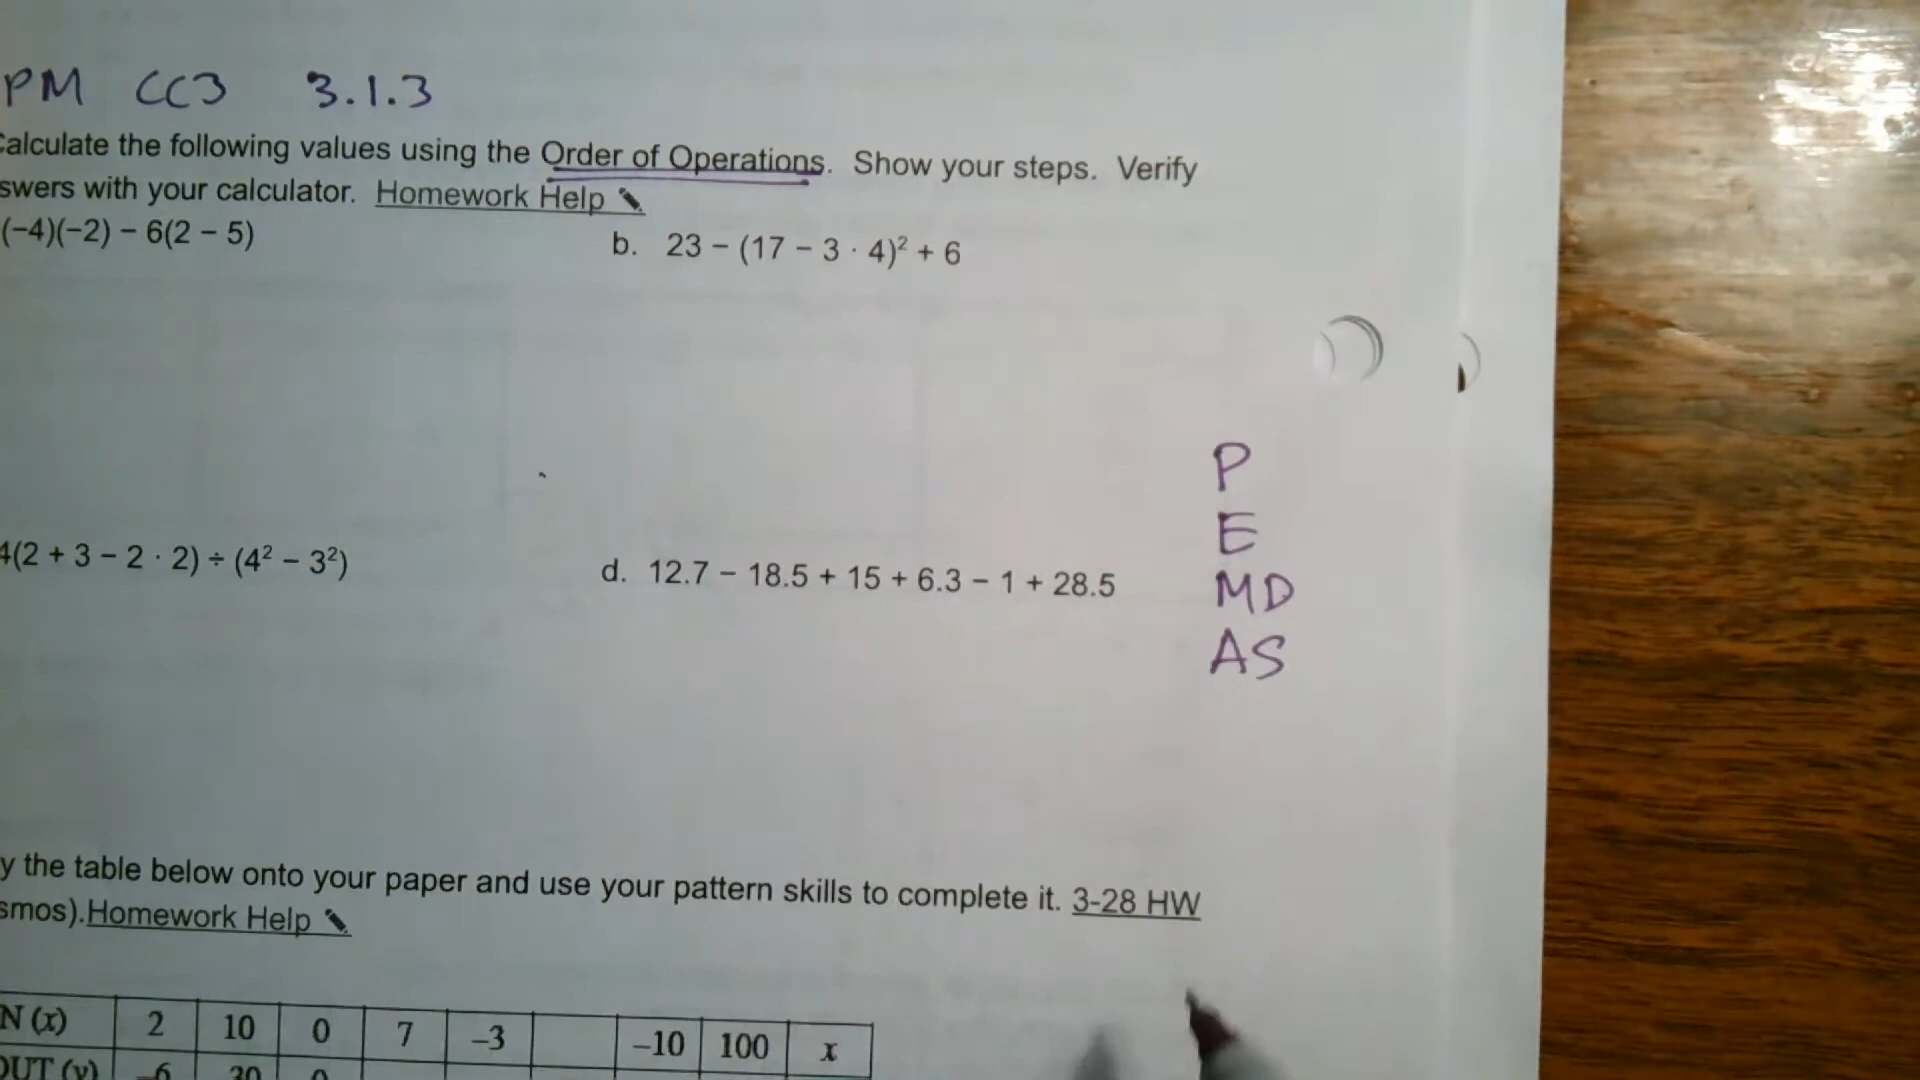 PM CC3 3.1.3
Calculate the following values using the Order of Operations. Show your steps. Verify
swers with your calculator. Homework Help ✎
(−4)(−2) − 6(2 − 5)
b. 23 − (17 − 3 · 4)² + 6
P
E
MD
AS
4(2 + 3 − 2 · 2) ÷ (4² − 3²)
d. 12.7 − 18.5 + 15 + 6.3 − 1 + 28.5
y the table below onto your paper and use your pattern skills to complete it. 3-28 HW
smos).Homework Help ✎
N (x) 2 10 0 7 −3 −10 100 x
OUT (y) −6 30 0